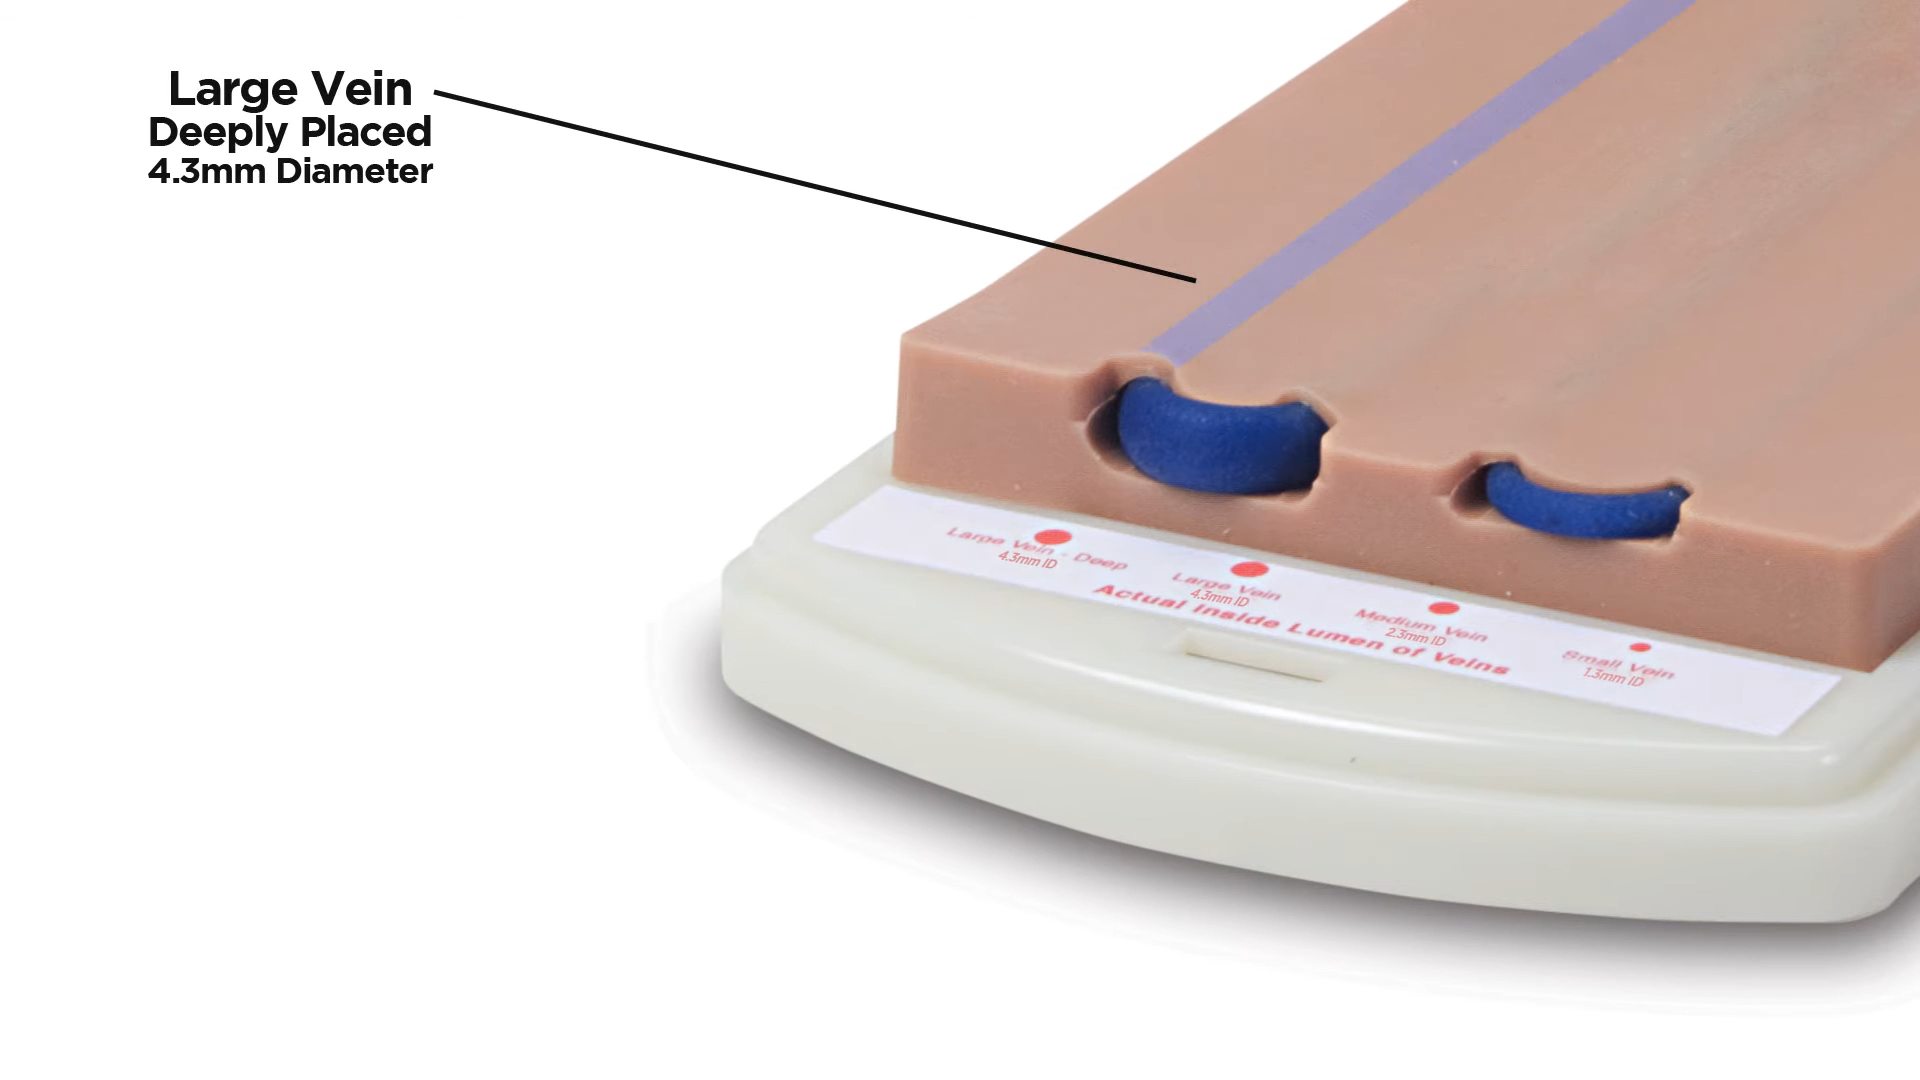 Large Vein
Deeply Placed
4.3mm Diameter
Large Vein - Deep
4.3mm ID
Large Vein
4.3mm ID
Medium Vein
2.3mm ID
Small Vein
1.3mm ID
Actual Inside Lumen of Veins